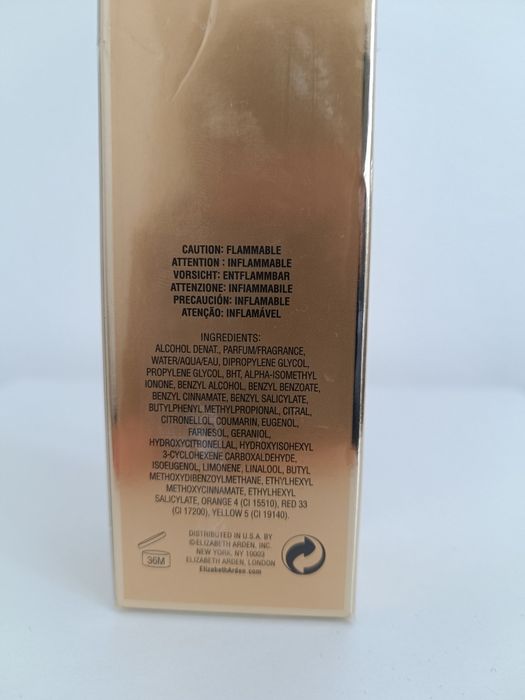 CAUTION: FLAMMABLE
ATTENTION : INFLAMMABLE
VORSICHT: ENTFLAMMBAR
ATTENZIONE: INFIAMMABILE
PRECAUCIÓN: INFLAMABLE
ATENÇÃO: INFLAMÁVEL
INGREDIENTS:
ALCOHOL DENAT., PARFUM/FRAGRANCE,
WATER/AQUA/EAU, DIPROPYLENE GLYCOL,
PROPYLENE GLYCOL, BHT, ALPHA-ISOMETHYL
IONONE, BENZYL ALCOHOL, BENZYL BENZOATE,
BENZYL CINNAMATE, BENZYL SALICYLATE,
BUTYLPHENYL METHYLPROPIONAL, CITRAL,
CITRONELLOL, COUMARIN, EUGENOL,
FARNESOL, GERANIOL,
HYDROXYCITRONELLAL, HYDROXYISOHEXYL
3-CYCLOHEXENE CARBOXALDEHYDE,
ISOEUGENOL, LIMONENE, LINALOOL, BUTYL
METHOXYDIBENZOYLMETHANE, ETHYLHEXYL
METHOXYCINNAMATE, ETHYLHEXYL
SALICYLATE, ORANGE 4 (CI 15510), RED 33
(CI 17200), YELLOW 5 (CI 19140).
36M
DISTRIBUTED IN U.S.A. BY
©ELIZABETH ARDEN, INC.
NEW YORK, NY 10003
ELIZABETH ARDEN, LONDON
ElizabethArden.com